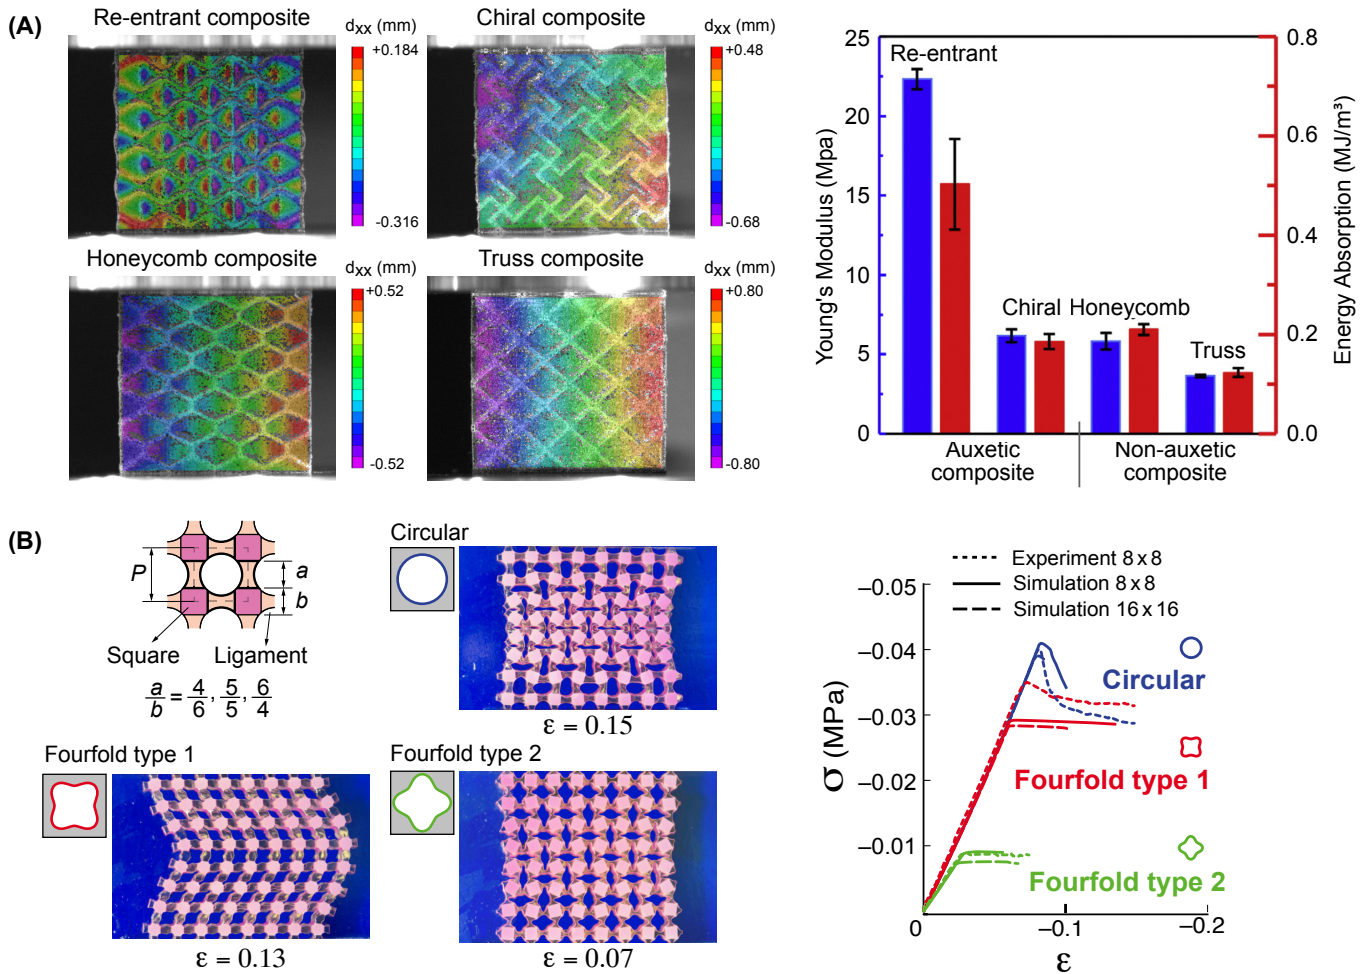 (A)
Re-entrant composite
dxx (mm)
+0.184
-0.316
Chiral composite
dxx (mm)
+0.48
-0.68
Honeycomb composite
dxx (mm)
+0.52
-0.52
Truss composite
dxx (mm)
+0.80
-0.80
25
20
15
10
5
0
Young's Modulus (Mpa)
Re-entrant
Chiral
Honeycomb
Truss
0.8
0.6
0.4
0.2
0.0
Energy Absorption (MJ/m³)
Auxetic
composite
Non-auxetic
composite
(B)
P
a
b
Square
Ligament
a/b = 4/6, 5/5, 6/4
Circular
ε = 0.15
Fourfold type 1
ε = 0.13
Fourfold type 2
ε = 0.07
Experiment 8 x 8
Simulation 8 x 8
Simulation 16 x 16
–0.05
–0.04
–0.03
–0.02
–0.01
0
–0.1
–0.2
σ (MPa)
ε
Circular
Fourfold type 1
Fourfold type 2